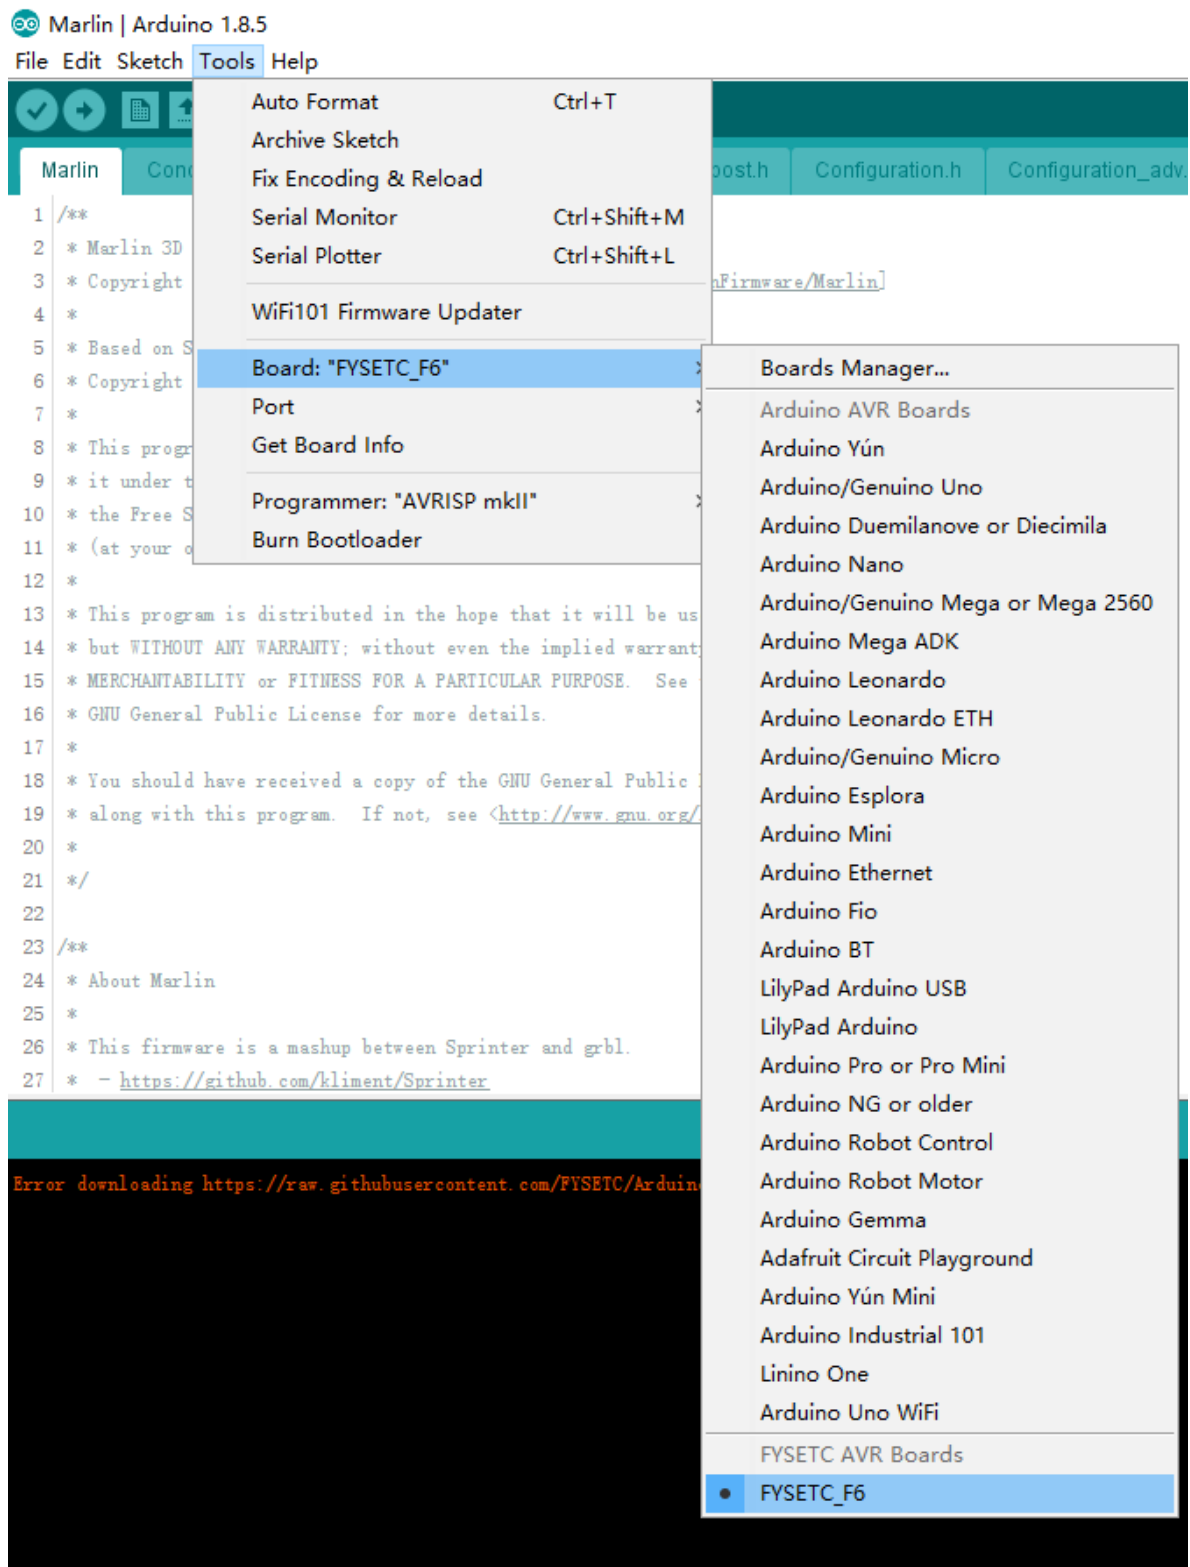 Marlin | Arduino 1.8.5
File Edit Sketch Tools Help
Auto Format Ctrl+T
Archive Sketch
Fix Encoding & Reload
Serial Monitor Ctrl+Shift+M
Serial Plotter Ctrl+Shift+L
WiFi101 Firmware Updater
Board: "FYSETC_F6"
Port
Get Board Info
Programmer: "AVRISP mkII"
Burn Bootloader
Marlin Con post.h Configuration.h Configuration_adv.
1 /**
2 * Marlin 3D
3 * Copyright nFirmware/Marlin]
4 *
5 * Based on S
6 * Copyright
7 *
8 * This progr
9 * it under t
10 * the Free S
11 * (at your o
12 *
13 * This program is distributed in the hope that it will be us
14 * but WITHOUT ANY WARRANTY; without even the implied warranty
15 * MERCHANTABILITY or FITNESS FOR A PARTICULAR PURPOSE. See
16 * GNU General Public License for more details.
17 *
18 * You should have received a copy of the GNU General Public
19 * along with this program. If not, see <http://www.gnu.org/
20 *
21 */
22
23 /**
24 * About Marlin
25 *
26 * This firmware is a mashup between Sprinter and grbl.
27 * - https://github.com/kliment/Sprinter
Error downloading https://raw.githubusercontent.com/FYSETC/Arduin
Boards Manager...
Arduino AVR Boards
Arduino Yún
Arduino/Genuino Uno
Arduino Duemilanove or Diecimila
Arduino Nano
Arduino/Genuino Mega or Mega 2560
Arduino Mega ADK
Arduino Leonardo
Arduino Leonardo ETH
Arduino/Genuino Micro
Arduino Esplora
Arduino Mini
Arduino Ethernet
Arduino Fio
Arduino BT
LilyPad Arduino USB
LilyPad Arduino
Arduino Pro or Pro Mini
Arduino NG or older
Arduino Robot Control
Arduino Robot Motor
Arduino Gemma
Adafruit Circuit Playground
Arduino Yún Mini
Arduino Industrial 101
Linino One
Arduino Uno WiFi
FYSETC AVR Boards
FYSETC_F6